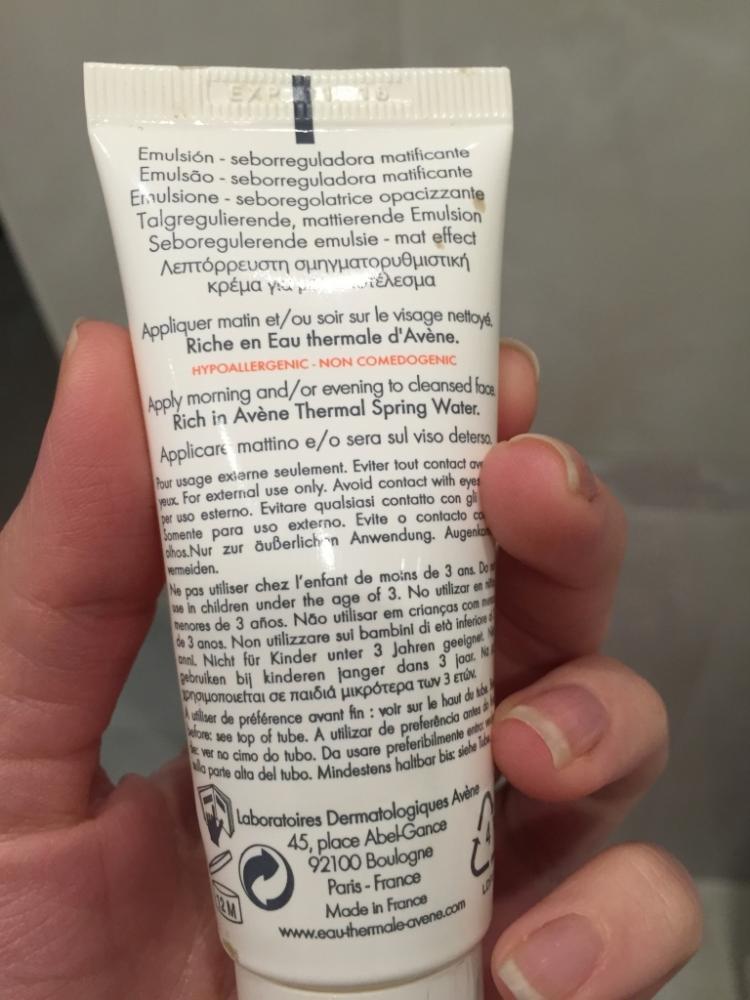 EXP
Emulsión - seborreguladora matificante
Emulsão - seborreguladora matificante
Emulsione - seboregolatrice opacizzante
Talgregulierende, mattierende Emulsion
Seboregulerende emulsie - mat effect
Λεπτόρρευστη σμηγματορυθμιστική
κρέμα για
Appliquer matin et/ou soir sur le visage nettoyé.
Riche en Eau thermale d'Avène.
HYPOALLERGENIC - NON COMEDOGENIC
Apply morning and/or evening to cleansed face.
Rich in Avène Thermal Spring Water.
Applicare mattino e/o sera sul viso deterso.
Pour usage externe seulement. Eviter tout contact
yeux. For external use only. Avoid contact with eyes
per uso esterno. Evitare qualsiasi contatto con gli
Somente para uso externo. Evite o contacto
olhos.Nur zur äußerlichen Anwendung.
vermeiden.
Ne pas utiliser chez l'enfant de moins de 3 ans. Do
use in children under the age of 3. No utilizar en
menores de 3 años. Não utilisar em crianças com
de 3 anos. Non utilizzare sui bambini di età inferiore
anni. Nicht für Kinder unter 3 Jahren geeignet.
gebruiken bij kinderen janger dans 3 jaar. Να
χρησιμοποιείται σε παιδιά μικρότερα των 3 ετών.
A utiliser de préférence avant fin : voir sur le haut du tube.
before: see top of tube. A utilizar de preferência antes
de: ver no cimo do tubo. Da usare preferibilmente entro:
sulla parte alta del tubo. Mindestens haltbar bis: siehe
Laboratoires Dermatologiques Avène
45, place Abel-Gance
92100 Boulogne
Paris - France
Made in France
www.eau-thermale-avene.com
12 M
4